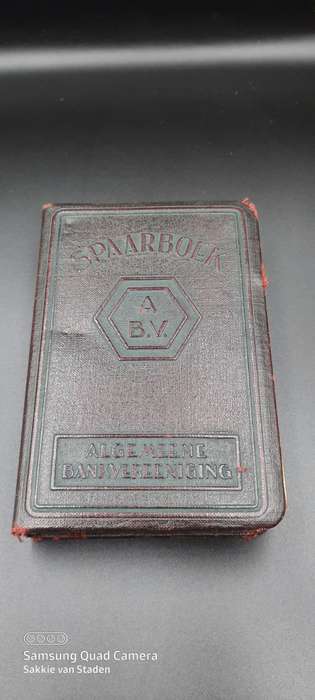 SPAARBOEK
A
B.V.
ALGEMEENE
BANKVEREENIGING
Samsung Quad Camera
Sakkie van Staden